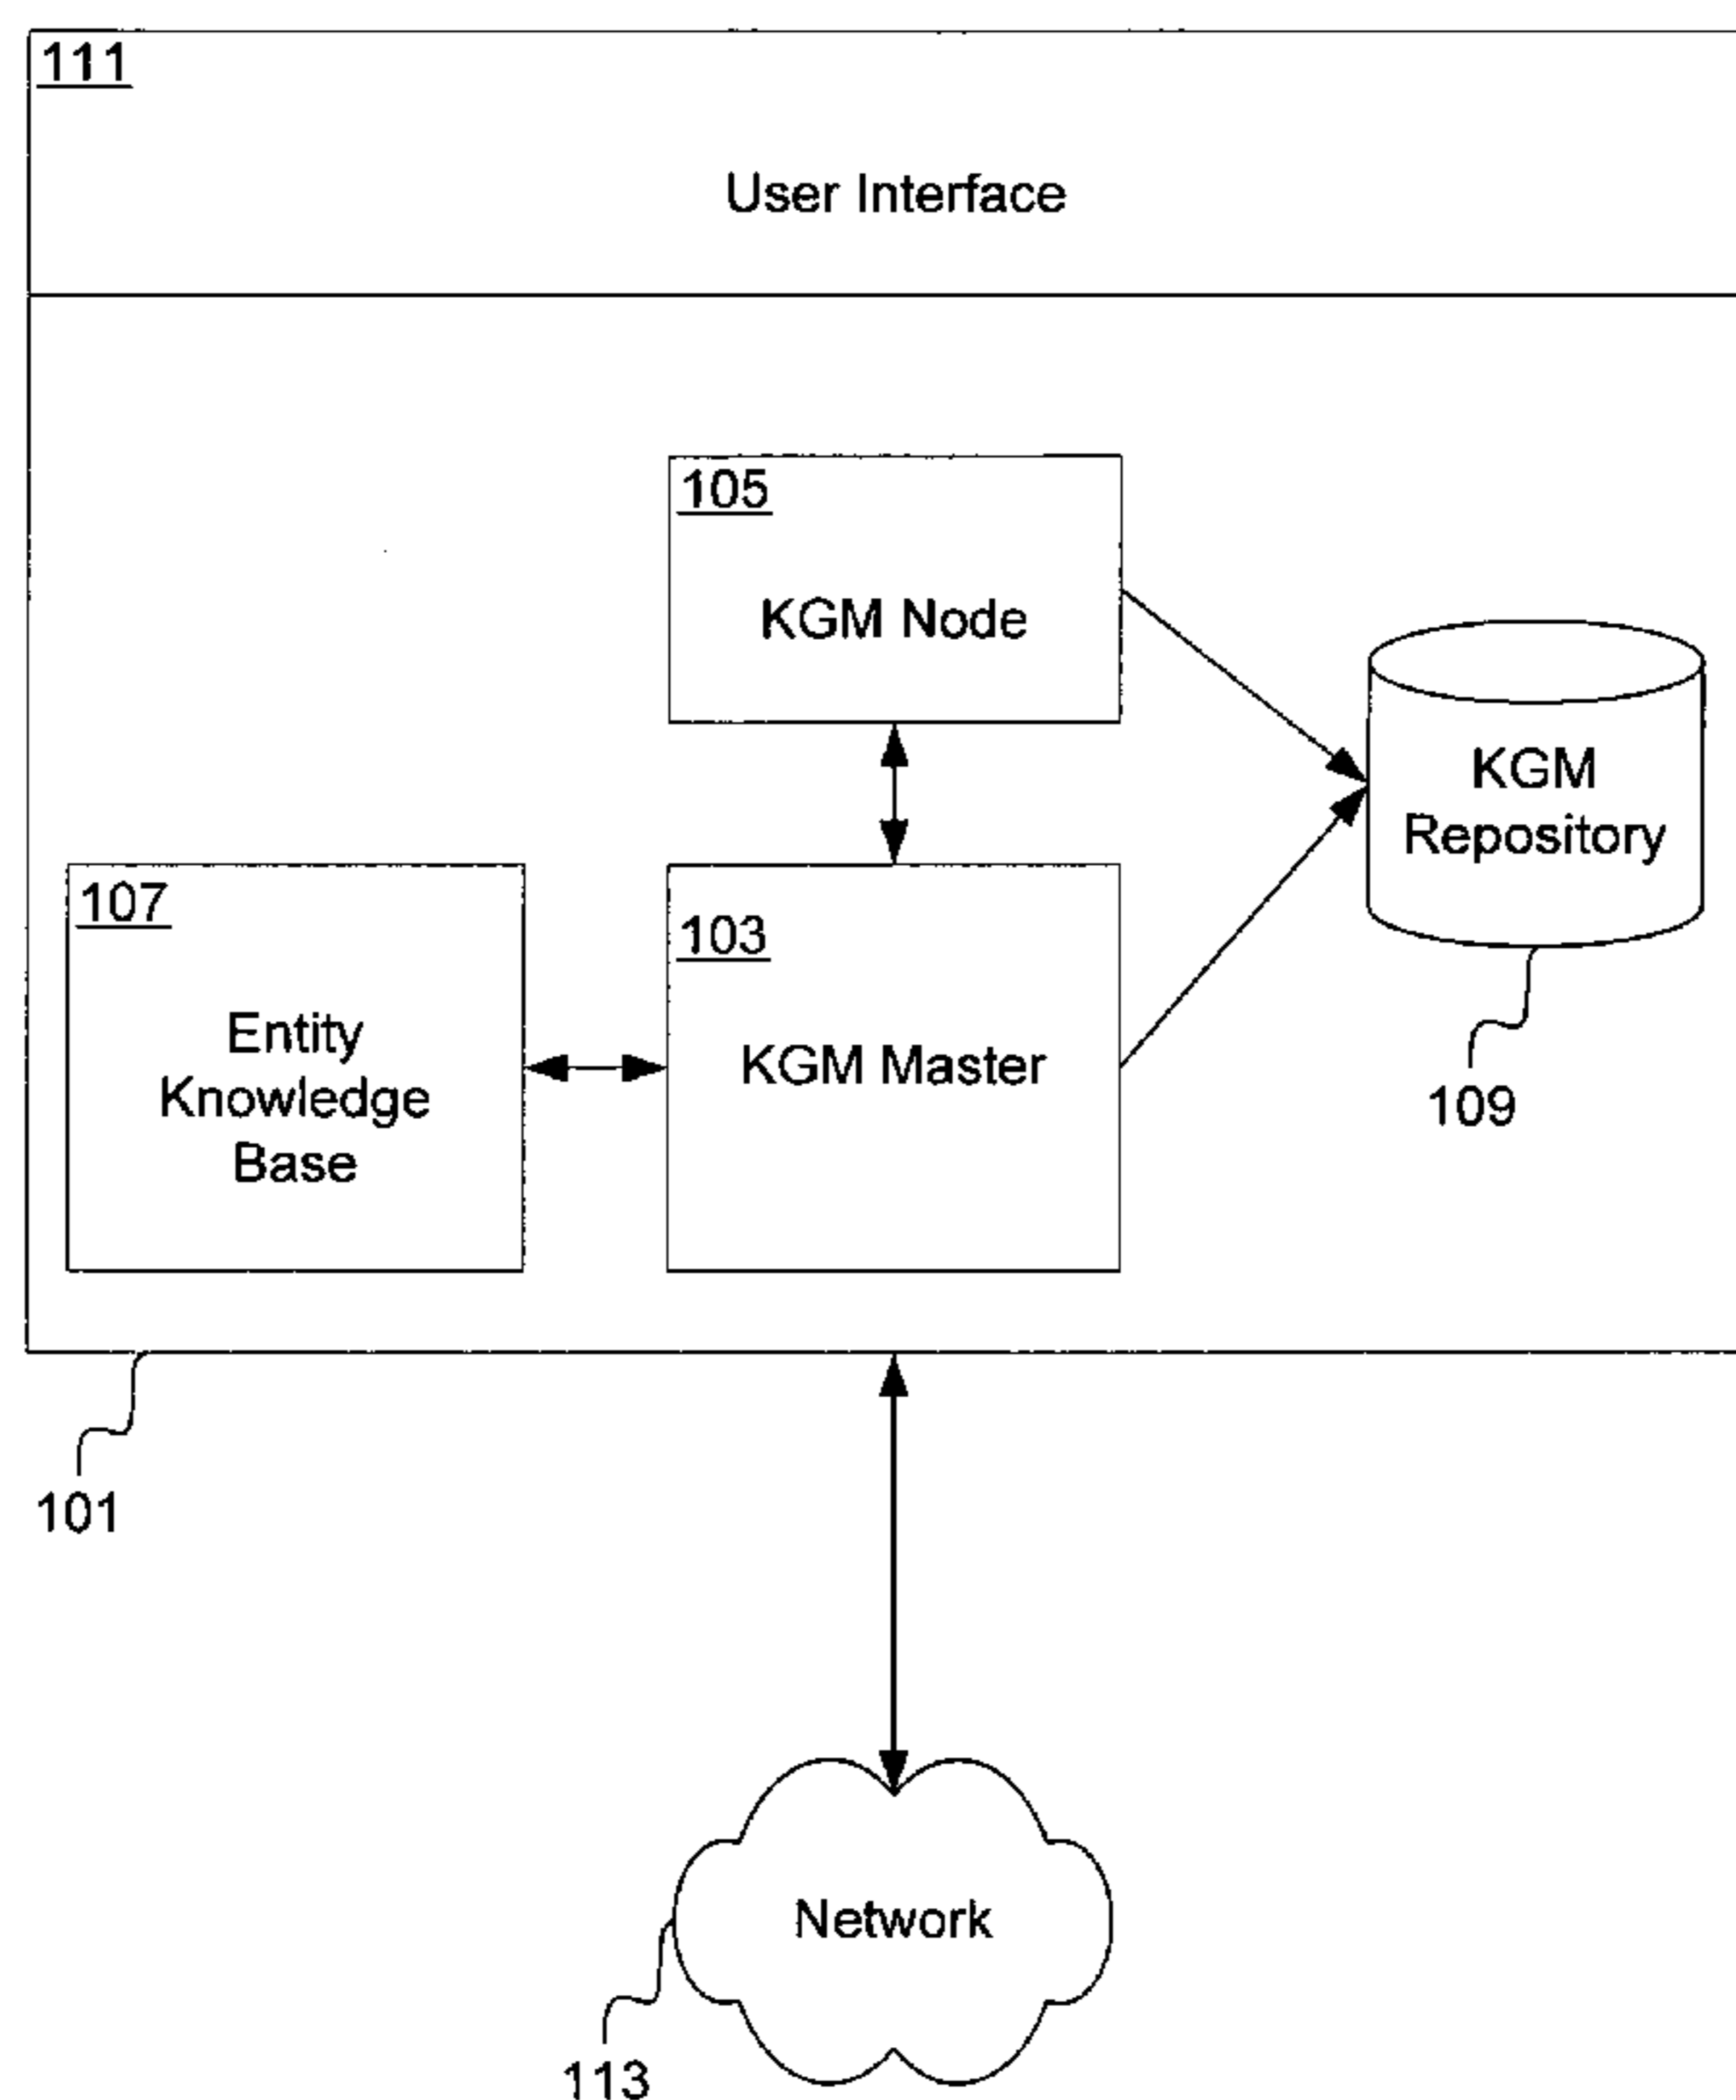 111
User Interface
105
KGM Node
KGM
Repository
107
103
Entity
Knowledge
Base
KGM Master
109
101
Network
113